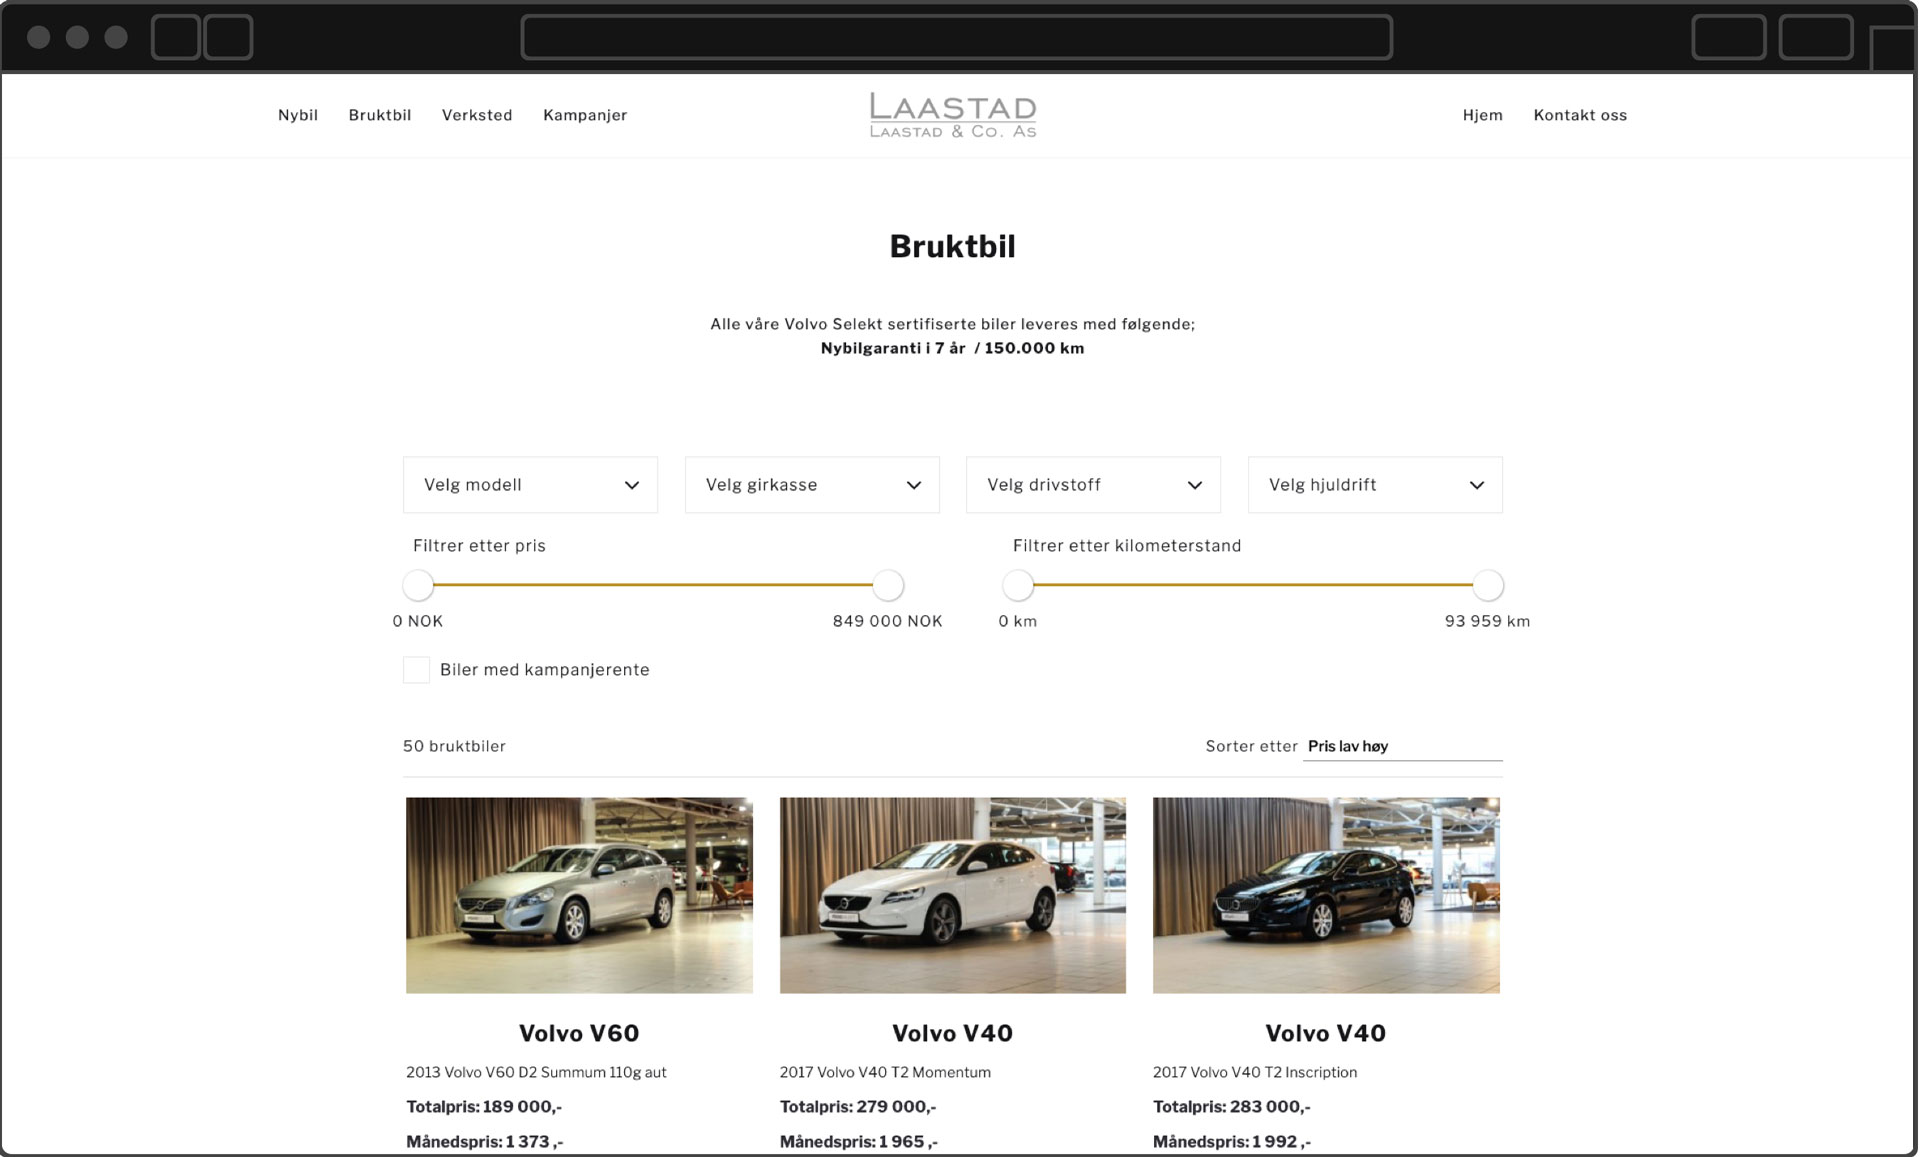 Nybil Bruktbil Verksted Kampanjer
LAASTAD
LAASTAD & CO. AS
Hjem Kontakt oss
Bruktbil
Alle våre Volvo Selekt sertifiserte biler leveres med følgende;
Nybilgaranti i 7 år / 150.000 km
Velg modell
Velg girkasse
Velg drivstoff
Velg hjuldrift
Filtrer etter pris
0 NOK
849 000 NOK
Filtrer etter kilometerstand
0 km
93 959 km
Biler med kampanjerente
50 bruktbiler
Sorter etter Pris lav høy
Volvo V60
2013 Volvo V60 D2 Summum 110g aut
Totalpris: 189 000,-
Månedspris: 1 373 ,-
Volvo V40
2017 Volvo V40 T2 Momentum
Totalpris: 279 000,-
Månedspris: 1 965 ,-
Volvo V40
2017 Volvo V40 T2 Inscription
Totalpris: 283 000,-
Månedspris: 1 992 ,-